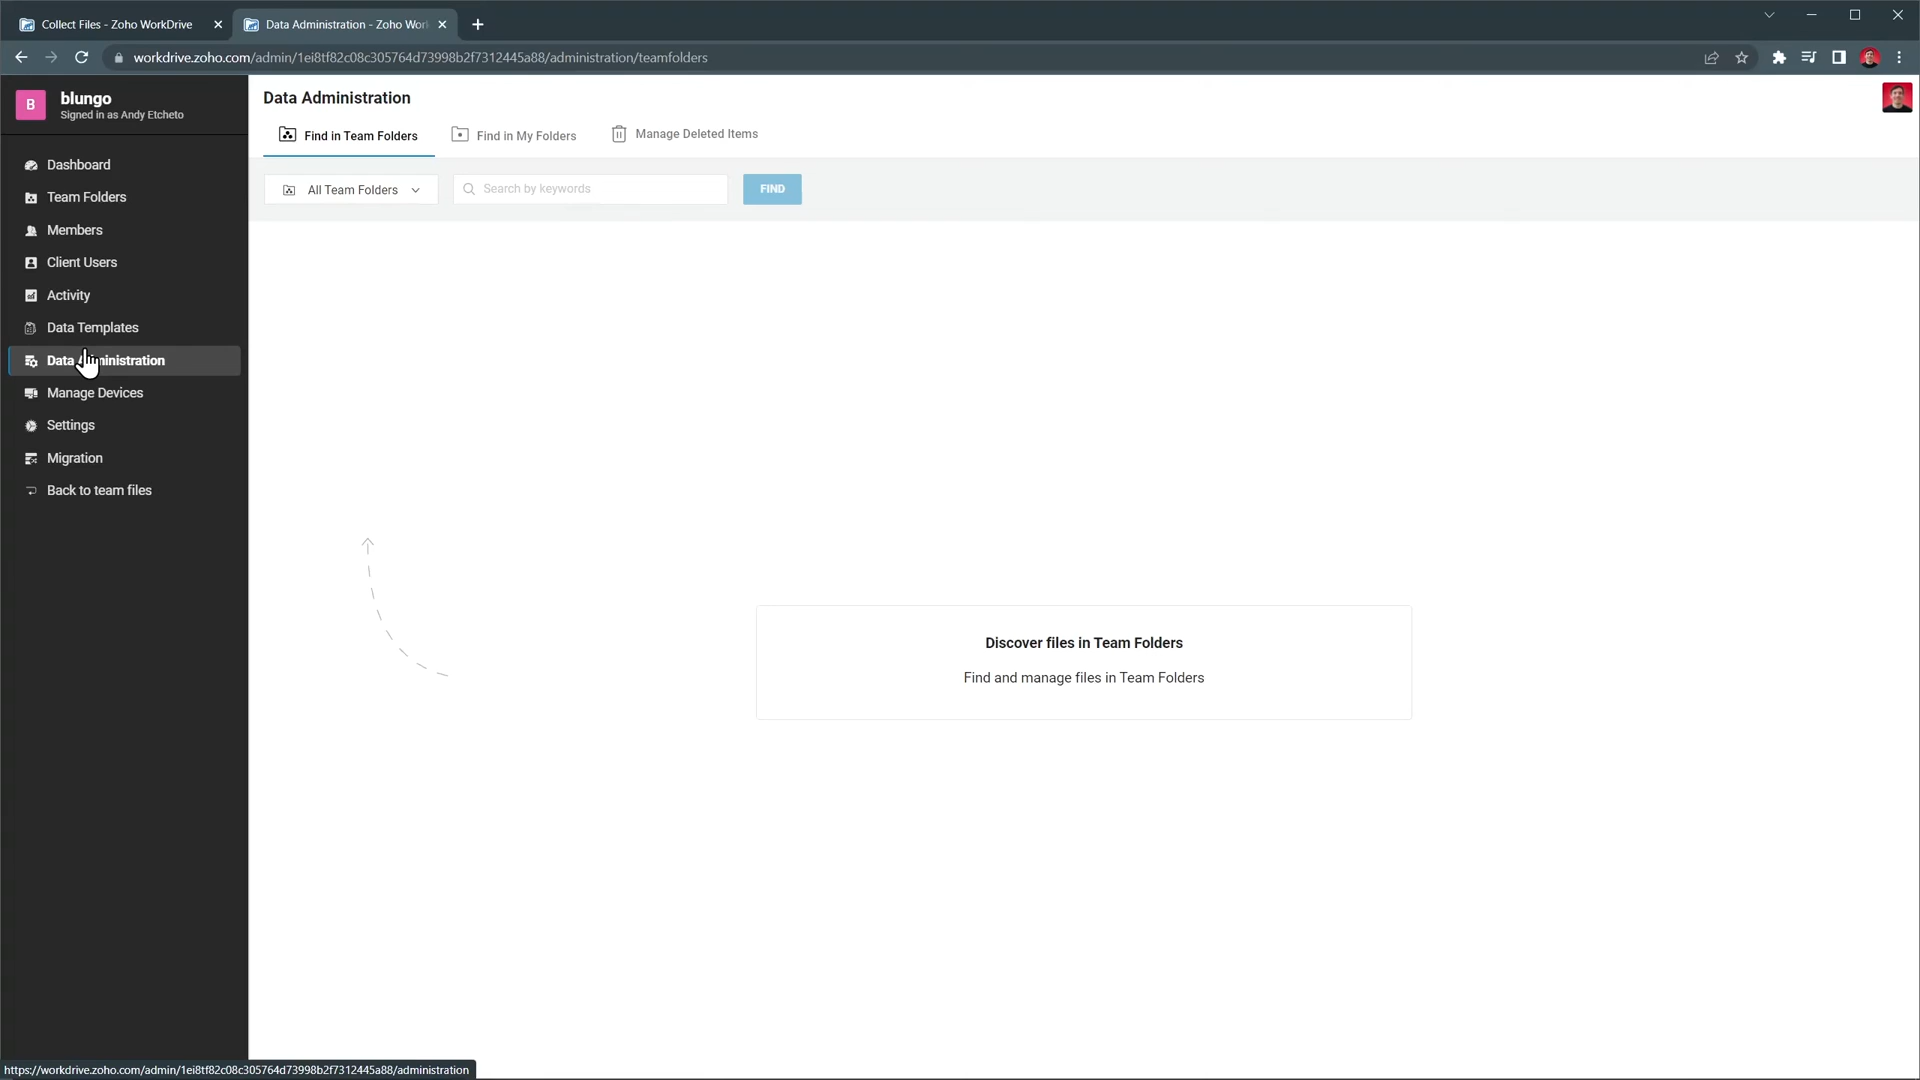 Collect Files - Zoho WorkDrive
Data Administration - Zoho Wor
workdrive.zoho.com/admin/1ei8tf82c08c305764d73998b2f7312445a88/administration/teamfolders
B
blungo
Signed in as Andy Etcheto
Dashboard
Team Folders
Members
Client Users
Activity
Data Templates
Data ministration
Manage Devices
Settings
Migration
Back to team files
Data Administration
Find in Team Folders
Find in My Folders
Manage Deleted Items
All Team Folders
Search by keywords
FIND
Discover files in Team Folders
Find and manage files in Team Folders
https://workdrive.zoho.com/admin/1ei8tf82c08c305764d73998b2f7312445a88/administration